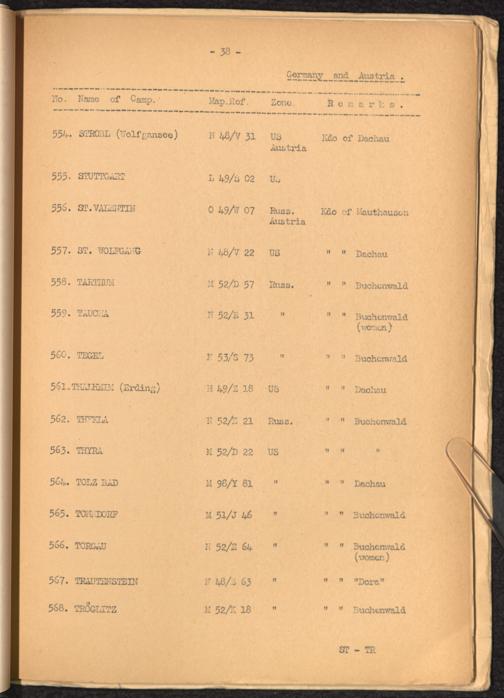 - 38 -
Germany and Austria.
No. Name of Camp. Map.Ref. Zone. Remarks.
554. STROBL (Wolfgansee) N 48/V 31 US Austria Kdo of Dachau
555. STUTTGART L 49/S 02 US
556. ST.VALENTIN O 49/W 07 Russ. Austria Kdo of Mauthausen
557. ST. WOLFGANG N 48/V 22 US " " Dachau
558. TARTHUN M 52/D 57 Russ. " " Buchenwald
559. TAUCHA N 52/E 31 " " " Buchenwald (women)
560. TEGEL N 53/S 73 " " " Buchenwald
561. THALHEIM (Erding) H 49/Z 18 US " " Dachau
562. THEKLA N 52/E 21 Russ. " " Buchenwald
563. THYRA M 52/D 22 US " " "
564. TOLZ BAD M 98/Y 81 " " " Dachau
565. TONNDORF M 51/J 46 " " " Buchenwald
566. TORGAU N 52/E 64 " " " Buchenwald (women)
567. TRAUTENSTEIN 48/ 63 " " " "Dora"
568. TRÖGLITZ M 52/K 18 " " " Buchenwald
ST - TR